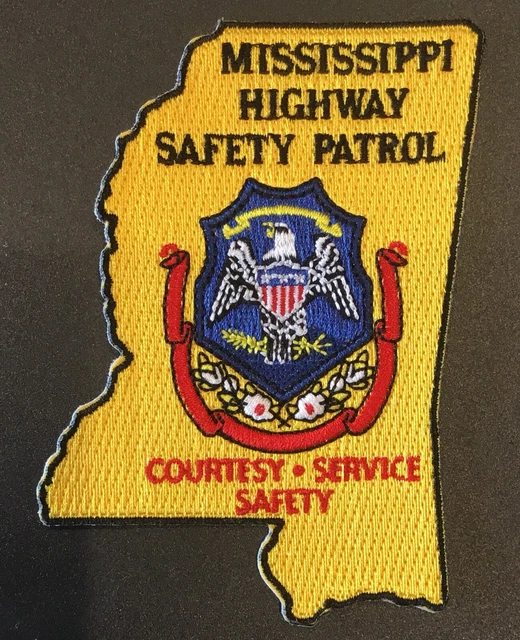 MISSISSIPPI
HIGHWAY
SAFETY PATROL
COURTESY • SERVICE
SAFETY